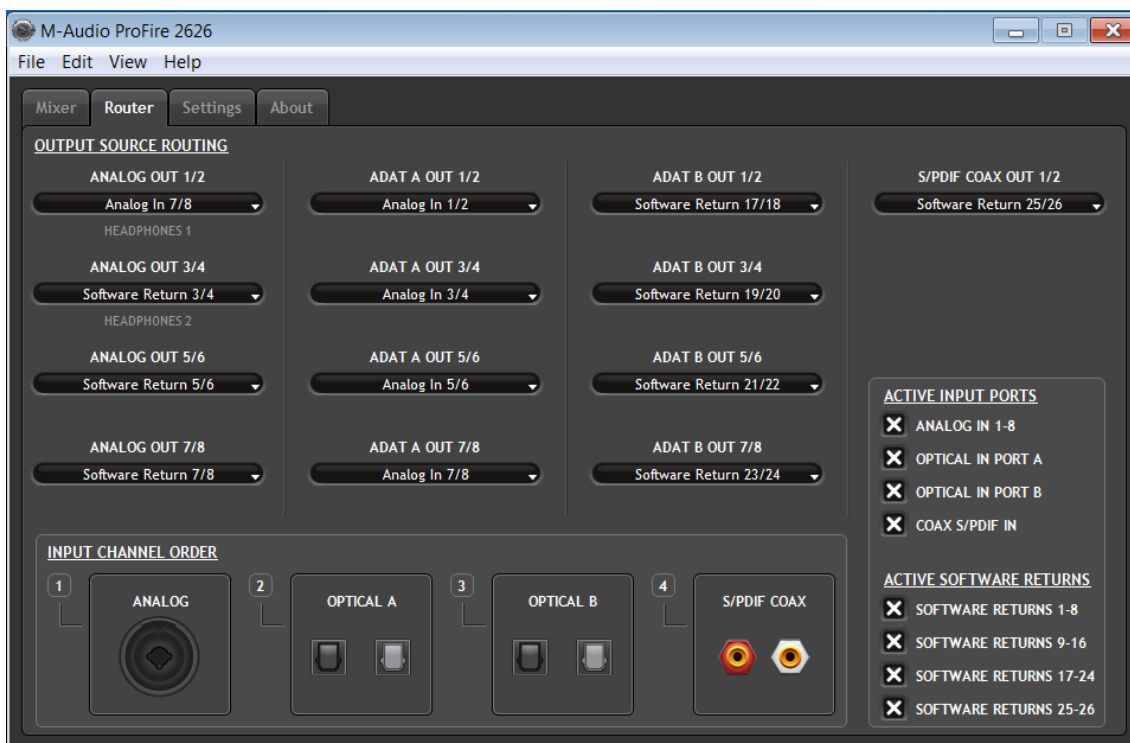 M-Audio ProFire 2626
File Edit View Help
Mixer Router Settings About
OUTPUT SOURCE ROUTING
ANALOG OUT 1/2 ADAT A OUT 1/2 ADAT B OUT 1/2 S/PDIF COAX OUT 1/2
Analog In 7/8 Analog In 1/2 Software Return 17/18 Software Return 25/26
HEADPHONES 1
ANALOG OUT 3/4 ADAT A OUT 3/4 ADAT B OUT 3/4
Software Return 3/4 Analog In 3/4 Software Return 19/20
HEADPHONES 2
ANALOG OUT 5/6 ADAT A OUT 5/6 ADAT B OUT 5/6
Software Return 5/6 Analog In 5/6 Software Return 21/22
ANALOG OUT 7/8 ADAT A OUT 7/8 ADAT B OUT 7/8
Software Return 7/8 Analog In 7/8 Software Return 23/24
INPUT CHANNEL ORDER
1 ANALOG
2 OPTICAL A
3 OPTICAL B
4 S/PDIF COAX
ACTIVE INPUT PORTS
ANALOG IN 1-8
OPTICAL IN PORT A
OPTICAL IN PORT B
COAX S/PDIF IN
ACTIVE SOFTWARE RETURNS
SOFTWARE RETURNS 1-8
SOFTWARE RETURNS 9-16
SOFTWARE RETURNS 17-24
SOFTWARE RETURNS 25-26